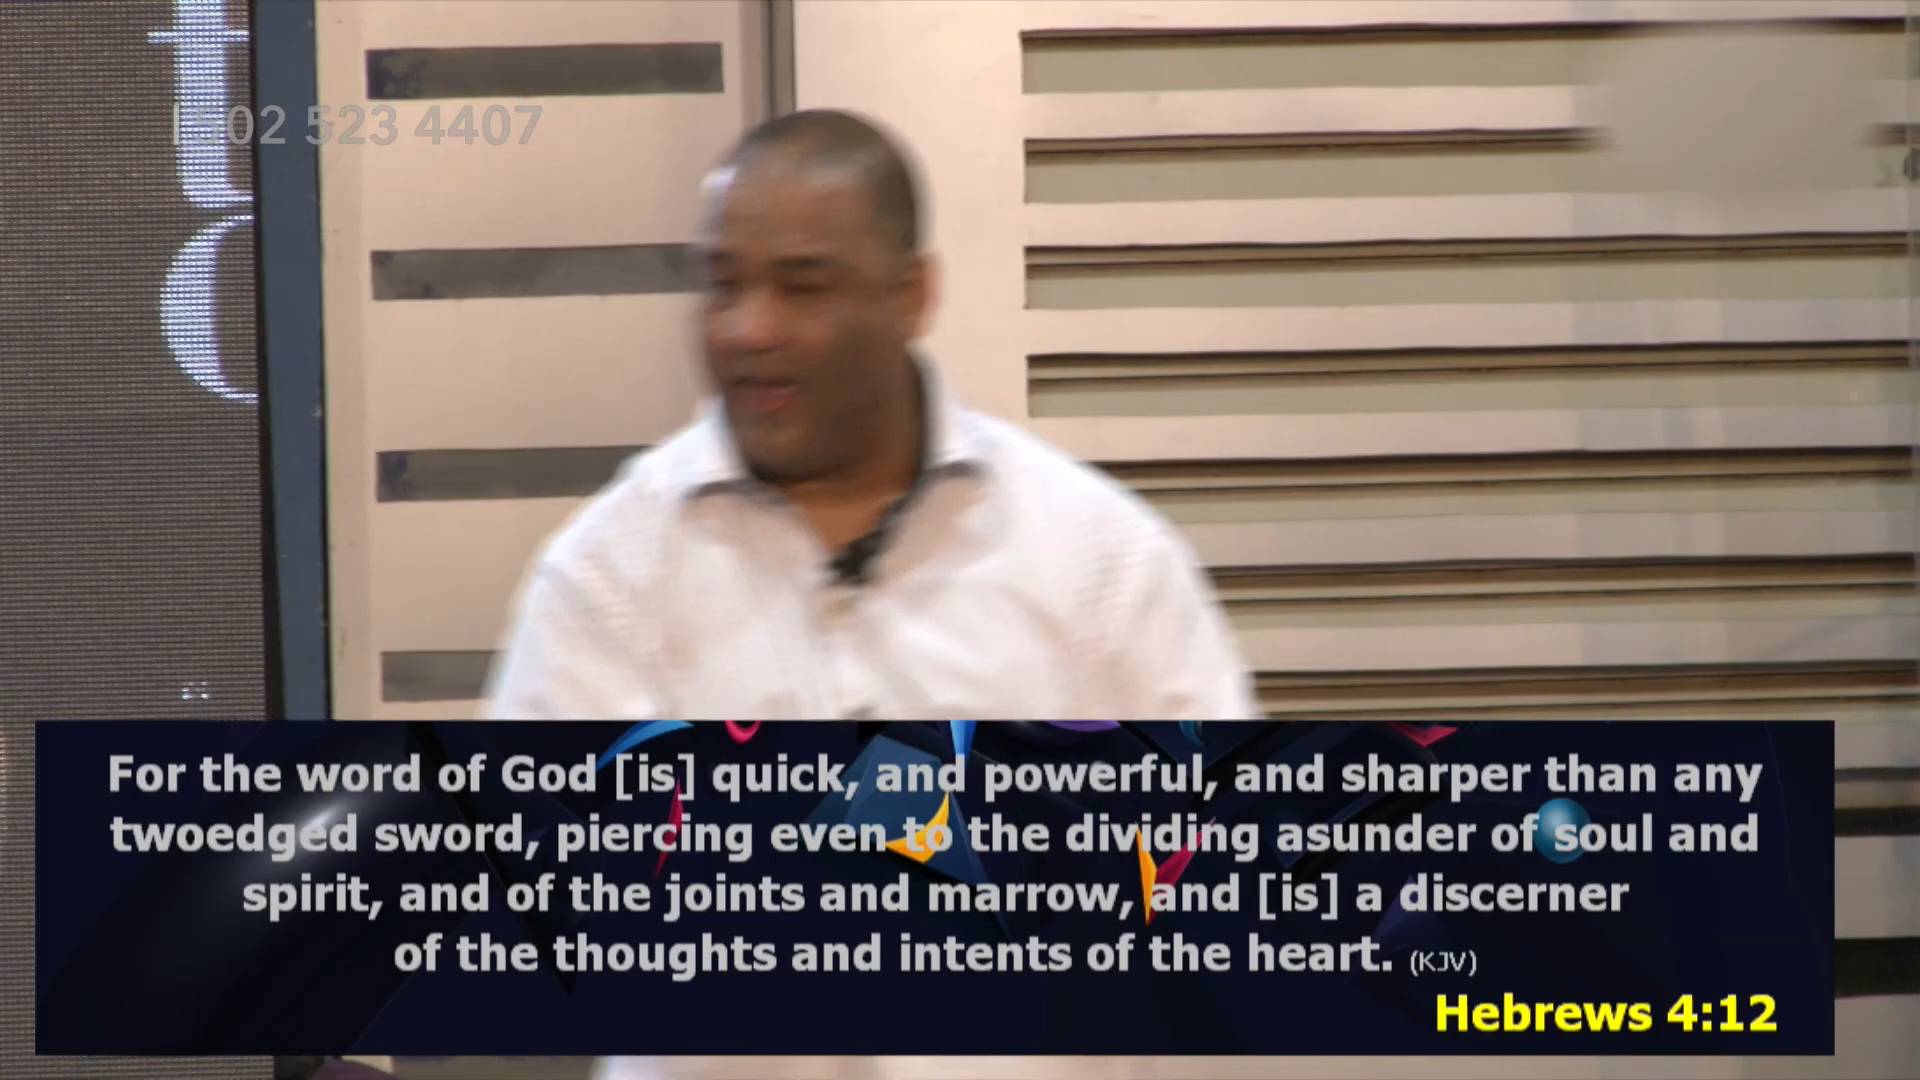 1502 523 4407
For the word of God [is] quick, and powerful, and sharper than any
twoedged sword, piercing even to the dividing asunder of soul and
spirit, and of the joints and marrow, and [is] a discerner
of the thoughts and intents of the heart. (KJV)
Hebrews 4:12